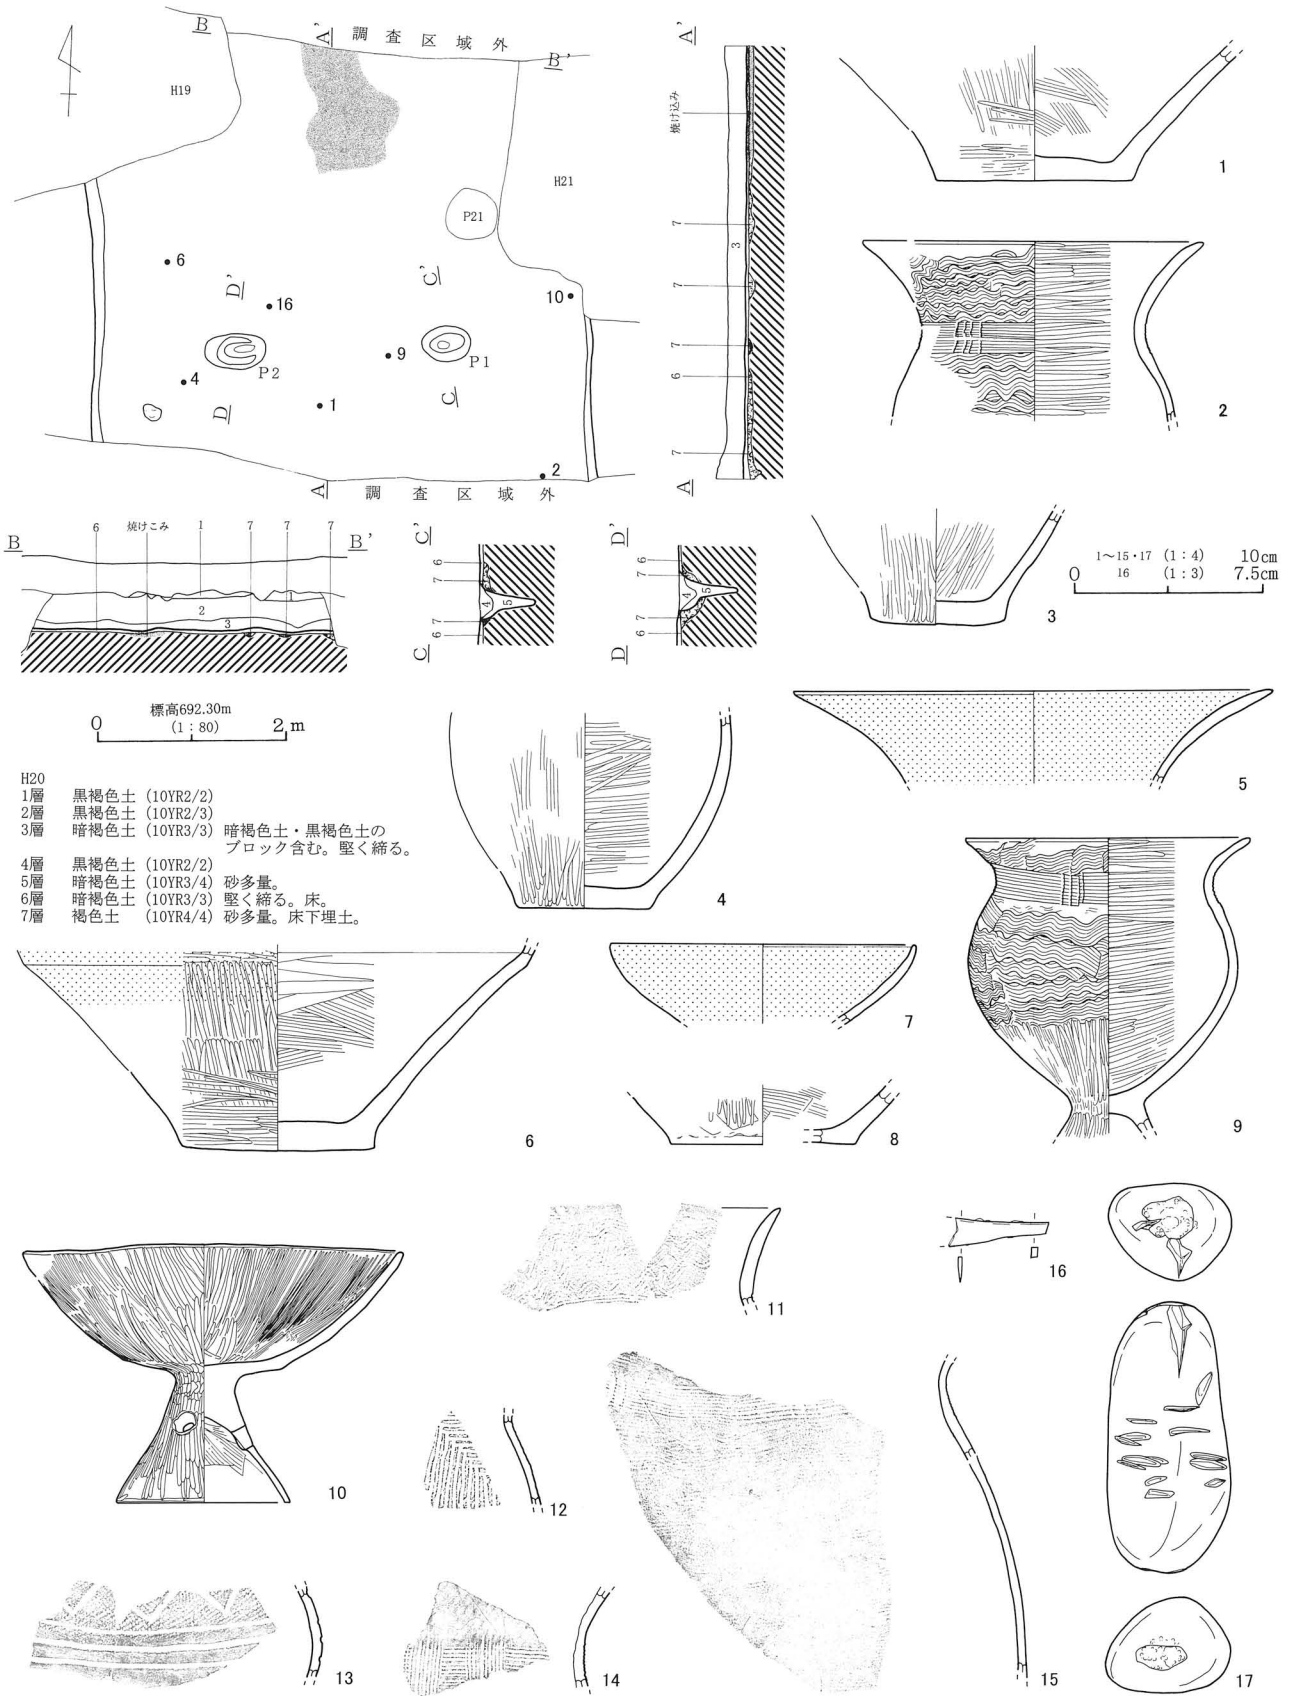 B
A’
調査区域外
B’
H19
H21
P21
6
D’
C’
16
10
9
P2
P1
4
D
C
1
2
A
調査区域外
A’
焼け込み
7
3
7
7
6
7
A
1
2
3
1～15・17 (1：4) 10cm
0 16 (1：3) 7.5cm
B
6 焼けこみ 1 7 7 7
B’
1
2
3
C’
6
7
4
5
7
6
C
D’
6
7
4
5
7
6
D
標高692.30m
0 (1：80) 2m
H20
1層 黒褐色土 (10YR2/2)
2層 黒褐色土 (10YR2/3)
3層 暗褐色土 (10YR3/3) 暗褐色土・黒褐色土の
ブロック含む。堅く締る。
4層 黒褐色土 (10YR2/2)
5層 暗褐色土 (10YR3/4) 砂多量。
6層 暗褐色土 (10YR3/3) 堅く締る。床。
7層 褐色土 (10YR4/4) 砂多量。床下埋土。
4
5
6
7
8
9
10
11
16
12
13
14
15
17